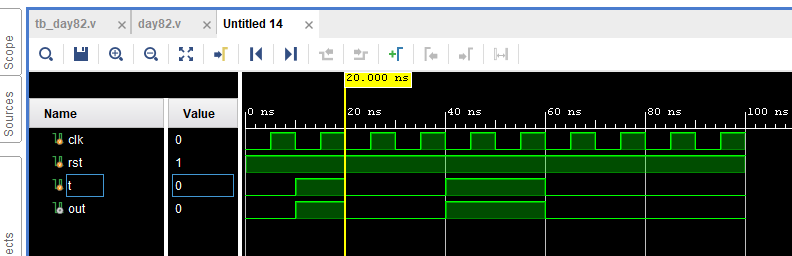 tb_day82.v × day82.v × Untitled 14 ×
Scope
Sources
ects
20.000 ns
Name Value
0 ns 20 ns 40 ns 60 ns 80 ns 100 ns
clk 0
rst 1
t 0
out 0